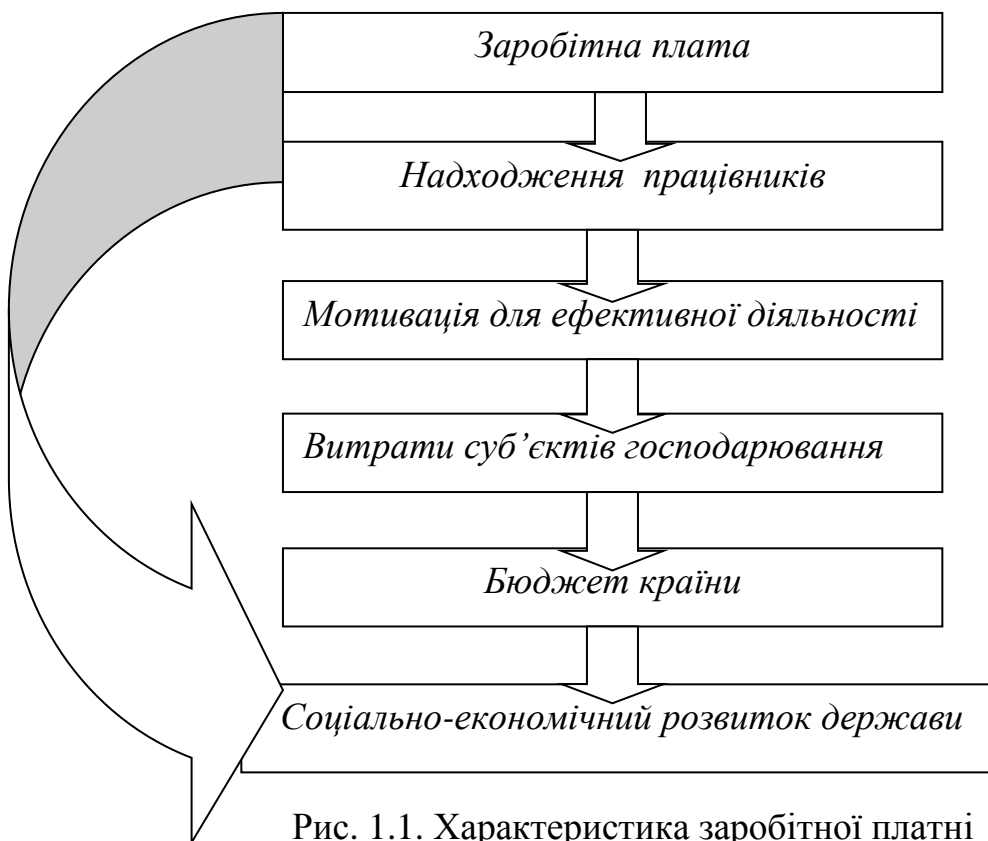 Заробітна плата
Надходження працівників
Мотивація для ефективної діяльності
Витрати суб’єктів господарювання
Бюджет країни
Соціально-економічний розвиток держави
Рис. 1.1. Характеристика заробітної платні